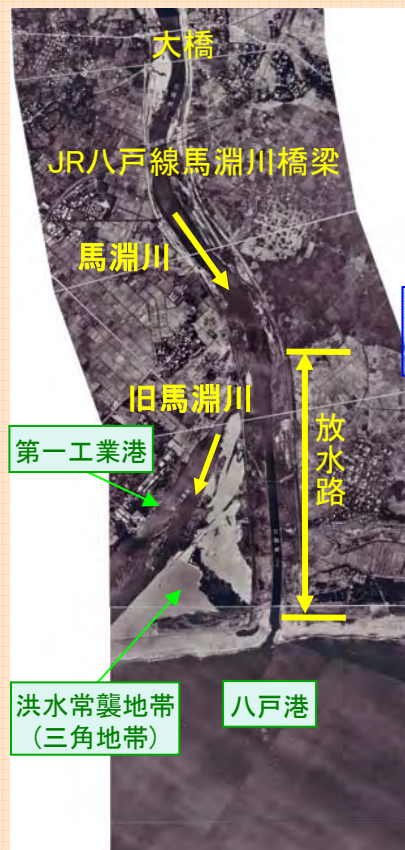 大橋
JR八戸線馬淵川橋梁
馬淵川
旧馬淵川
放水路
第一工業港
洪水常襲地帯
(三角地帯)
八戸港